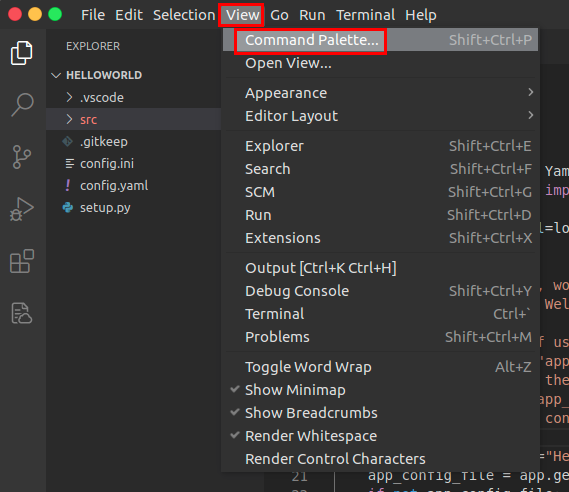 File Edit Selection View Go Run Terminal Help
EXPLORER
HELLOWORLD
.vscode
src
.gitkeep
config.ini
! config.yaml
setup.py
Command Palette... Shift+Ctrl+P
Open View...
Appearance
Editor Layout
Explorer Shift+Ctrl+E
Search Shift+Ctrl+F
SCM Shift+Ctrl+G
Run Shift+Ctrl+D
Extensions Shift+Ctrl+X
Output [Ctrl+K Ctrl+H]
Debug Console Shift+Ctrl+Y
Terminal Ctrl+`
Problems Shift+Ctrl+M
Toggle Word Wrap Alt+Z
Show Minimap
Show Breadcrumbs
Render Whitespace
Render Control Characters
Yam
imp
l=lo
, wo
Wel
f us
'app
the
app_
con
="He
21 app_config_file = app.ge
if not app_config_file